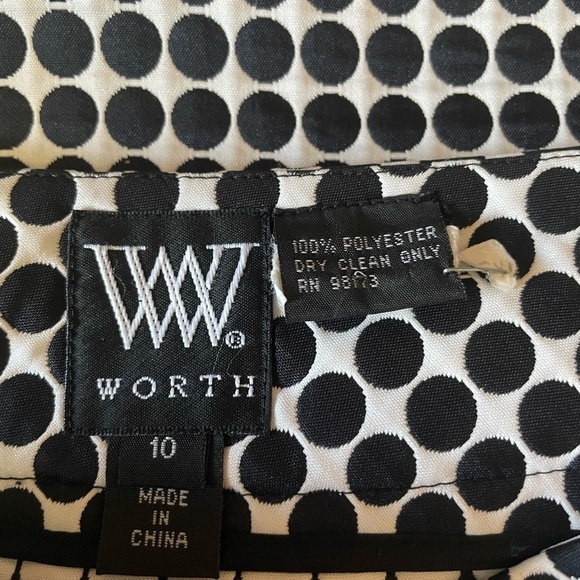 W
WORTH
10
MADE
IN
CHINA
100% POLYESTER
DRY CLEAN ONLY
RN